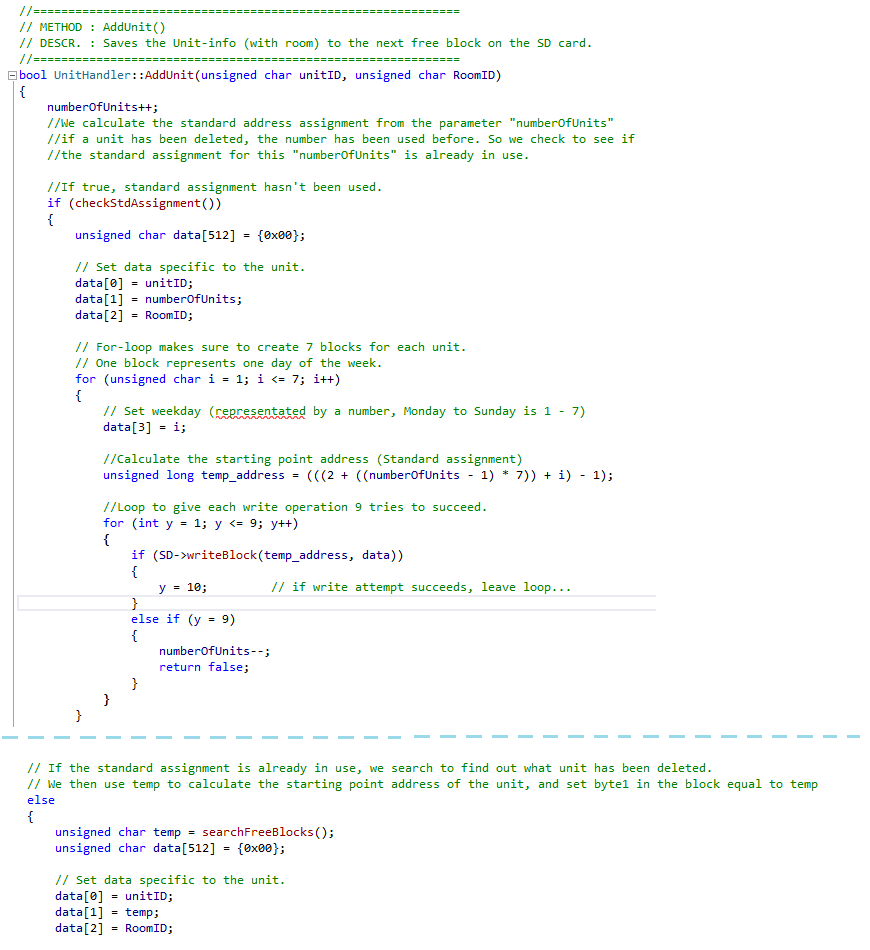 //=============================================================
// METHOD : AddUnit()
// DESCR. : Saves the Unit-info (with room) to the next free block on the SD card.
//=============================================================
bool UnitHandler::AddUnit(unsigned char unitID, unsigned char RoomID)
{
numberOfUnits++;
//We calculate the standard address assignment from the parameter "numberOfUnits"
//if a unit has been deleted, the number has been used before. So we check to see if
//the standard assignment for this "numberOfUnits" is already in use.
//If true, standard assignment hasn't been used.
if (checkStdAssignment())
{
unsigned char data[512] = {0x00};
// Set data specific to the unit.
data[0] = unitID;
data[1] = numberOfUnits;
data[2] = RoomID;
// For-loop makes sure to create 7 blocks for each unit.
// One block represents one day of the week.
for (unsigned char i = 1; i <= 7; i++)
{
// Set weekday (representated by a number, Monday to Sunday is 1 - 7)
data[3] = i;
//Calculate the starting point address (Standard assignment)
unsigned long temp_address = (((2 + ((numberOfUnits - 1) * 7)) + i) - 1);
//Loop to give each write operation 9 tries to succeed.
for (int y = 1; y <= 9; y++)
{
if (SD->writeBlock(temp_address, data))
{
y = 10; // if write attempt succeeds, leave loop...
}
else if (y = 9)
{
numberOfUnits--;
return false;
}
}
}
// If the standard assignment is already in use, we search to find out what unit has been deleted.
// We then use temp to calculate the starting point address of the unit, and set byte1 in the block equal to temp
else
{
unsigned char temp = searchFreeBlocks();
unsigned char data[512] = {0x00};
// Set data specific to the unit.
data[0] = unitID;
data[1] = temp;
data[2] = RoomID;